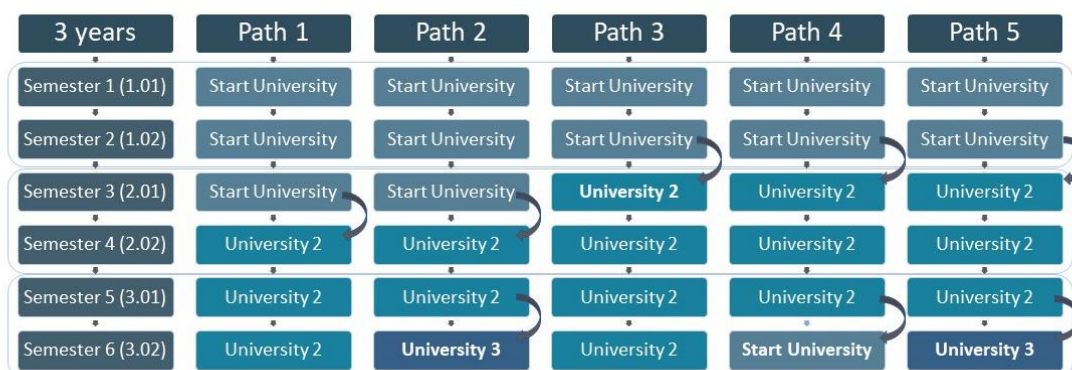 3 years Path 1 Path 2 Path 3 Path 4 Path 5
Semester 1 (1.01) Start University Start University Start University Start University Start University
Semester 2 (1.02) Start University Start University Start University Start University Start University
Semester 3 (2.01) Start University Start University University 2 University 2 University 2
Semester 4 (2.02) University 2 University 2 University 2 University 2 University 2
Semester 5 (3.01) University 2 University 2 University 2 University 2 University 2
Semester 6 (3.02) University 2 University 3 University 2 Start University University 3